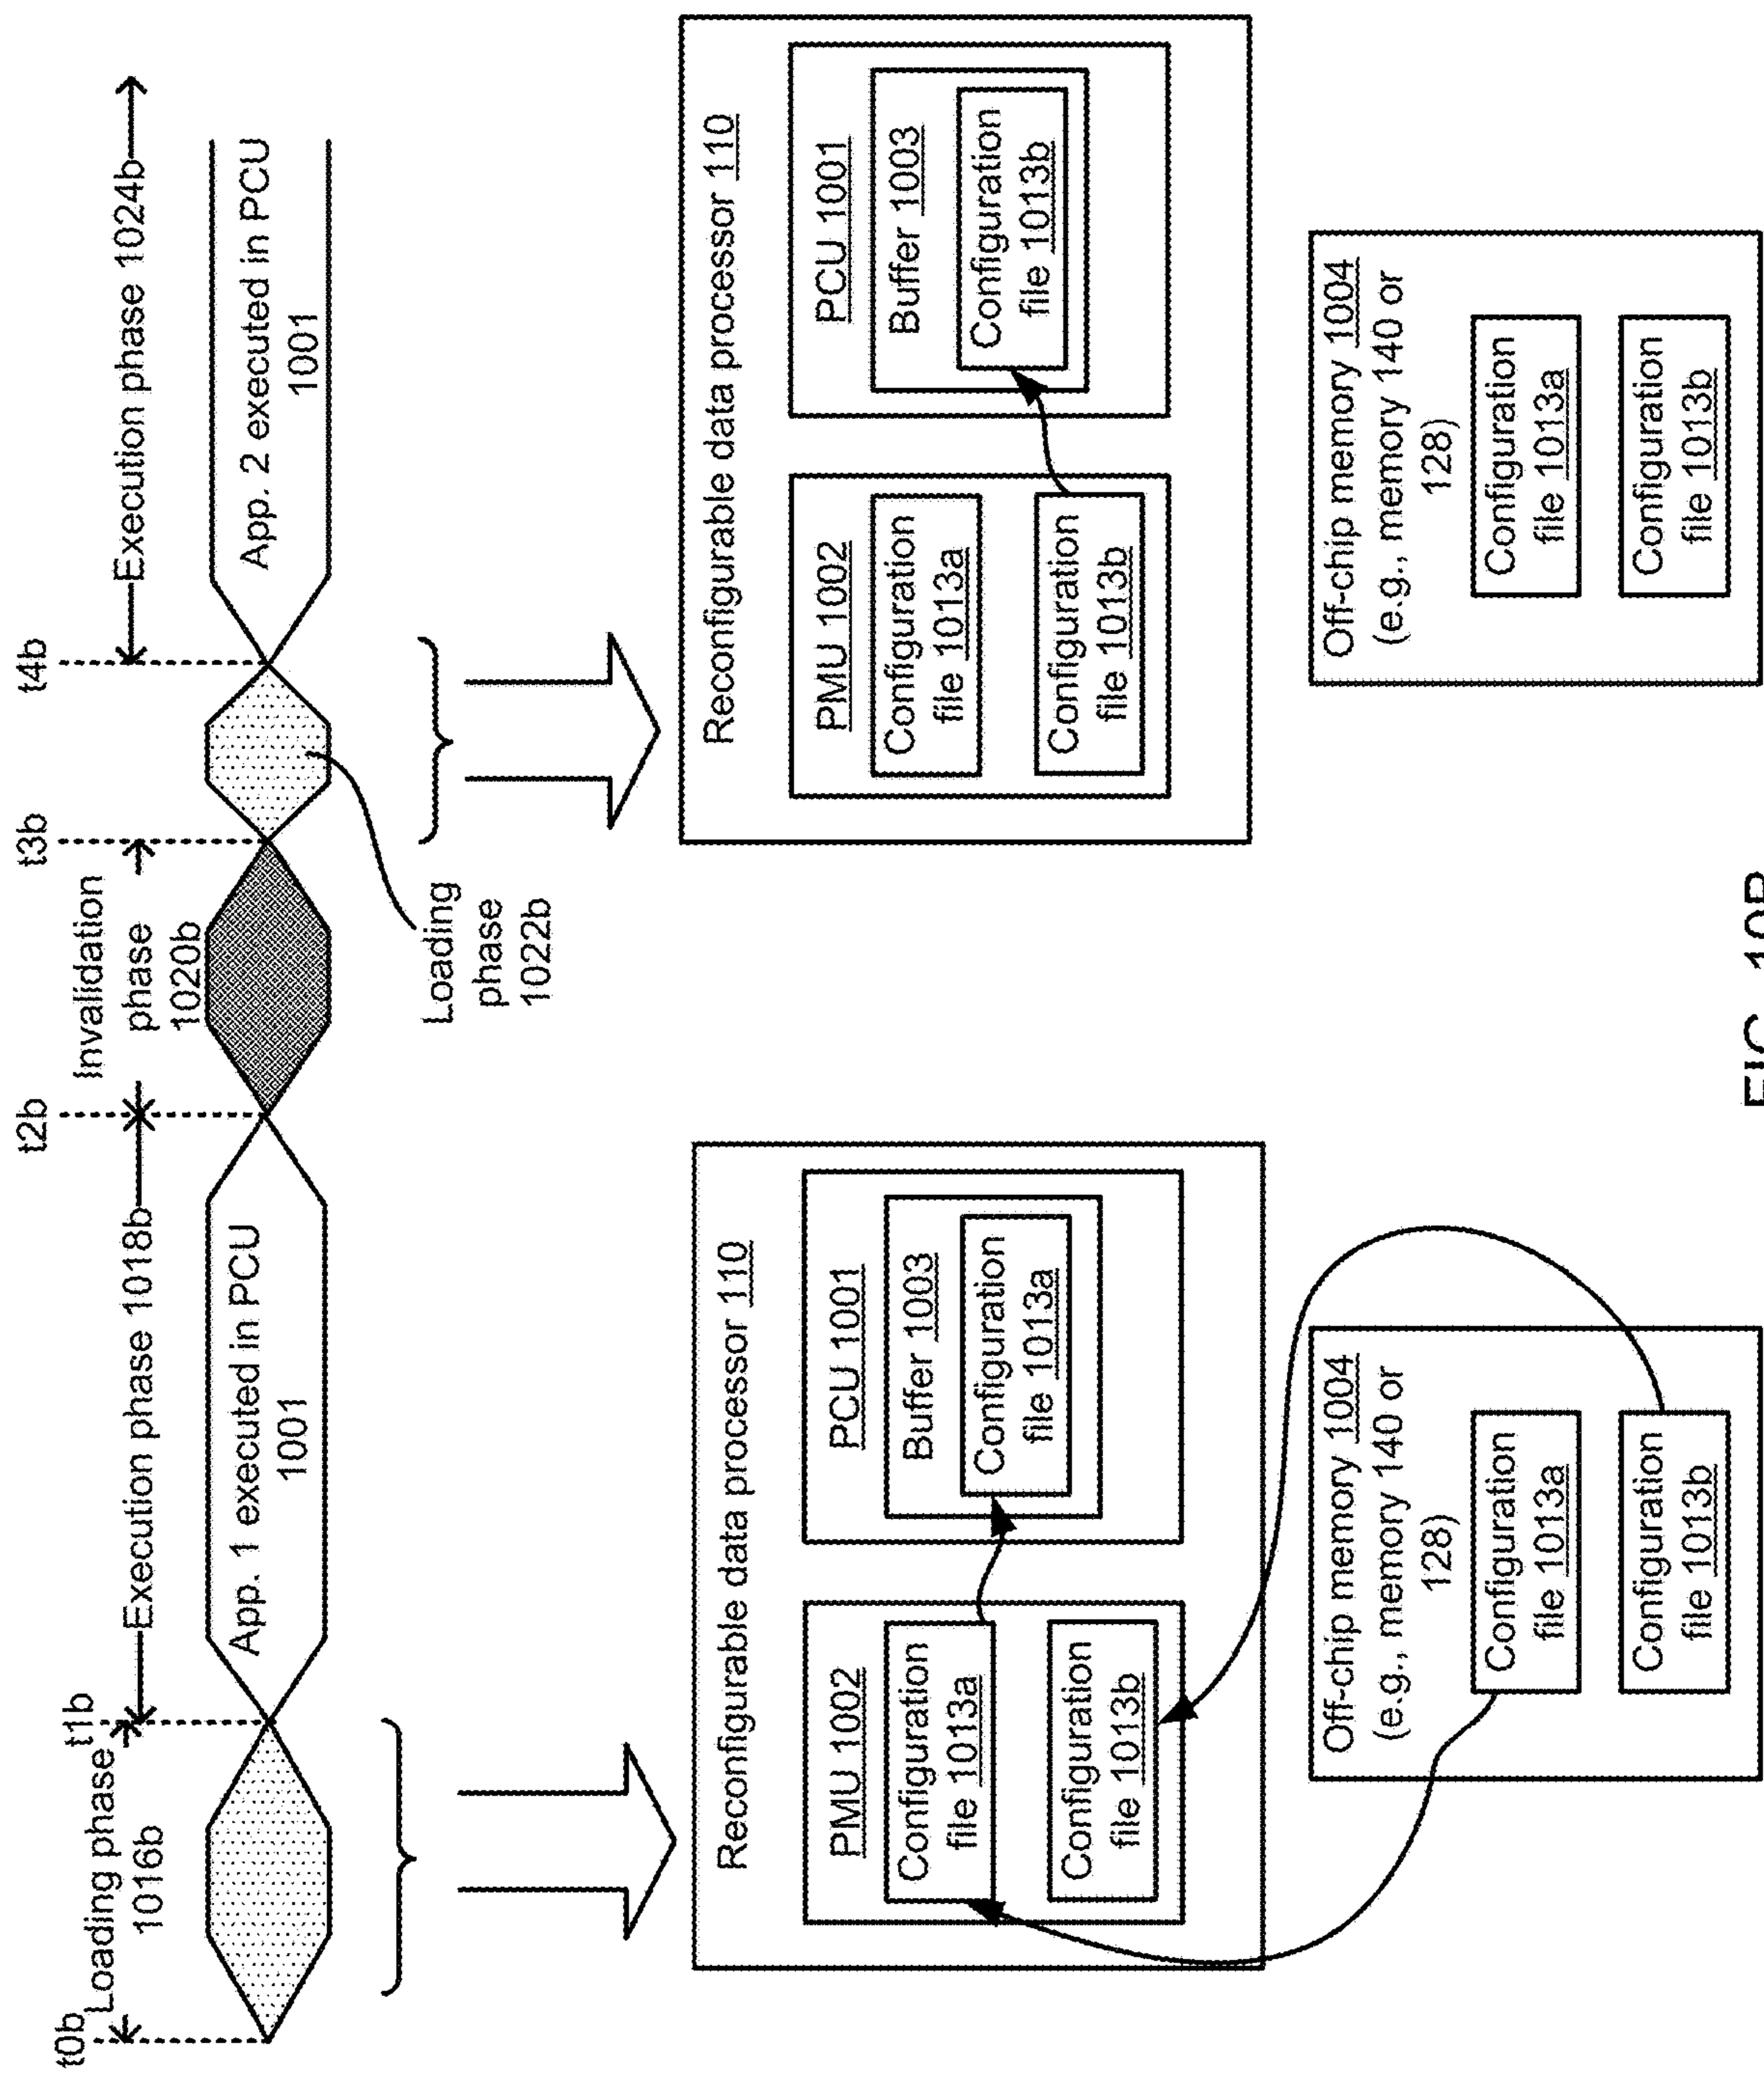 t0b
Loading phase
1016b
t1b
Execution phase 1018b
t2b
Invalidation
phase
1020b
t3b
t4b
Execution phase 1024b
App. 1 executed in PCU
1001
App. 2 executed in PCU
1001
Loading
phase
1022b
Reconfigurable data processor 110
PMU 1002
Configuration
file 1013a
Configuration
file 1013b
PCU 1001
Buffer 1003
Configuration
file 1013a
Off-chip memory 1004
(e.g., memory 140 or
128)
Configuration
file 1013a
Configuration
file 1013b
Reconfigurable data processor 110
PMU 1002
Configuration
file 1013a
Configuration
file 1013b
PCU 1001
Buffer 1003
Configuration
file 1013b
Off-chip memory 1004
(e.g., memory 140 or
128)
Configuration
file 1013a
Configuration
file 1013b
FIG. 10B